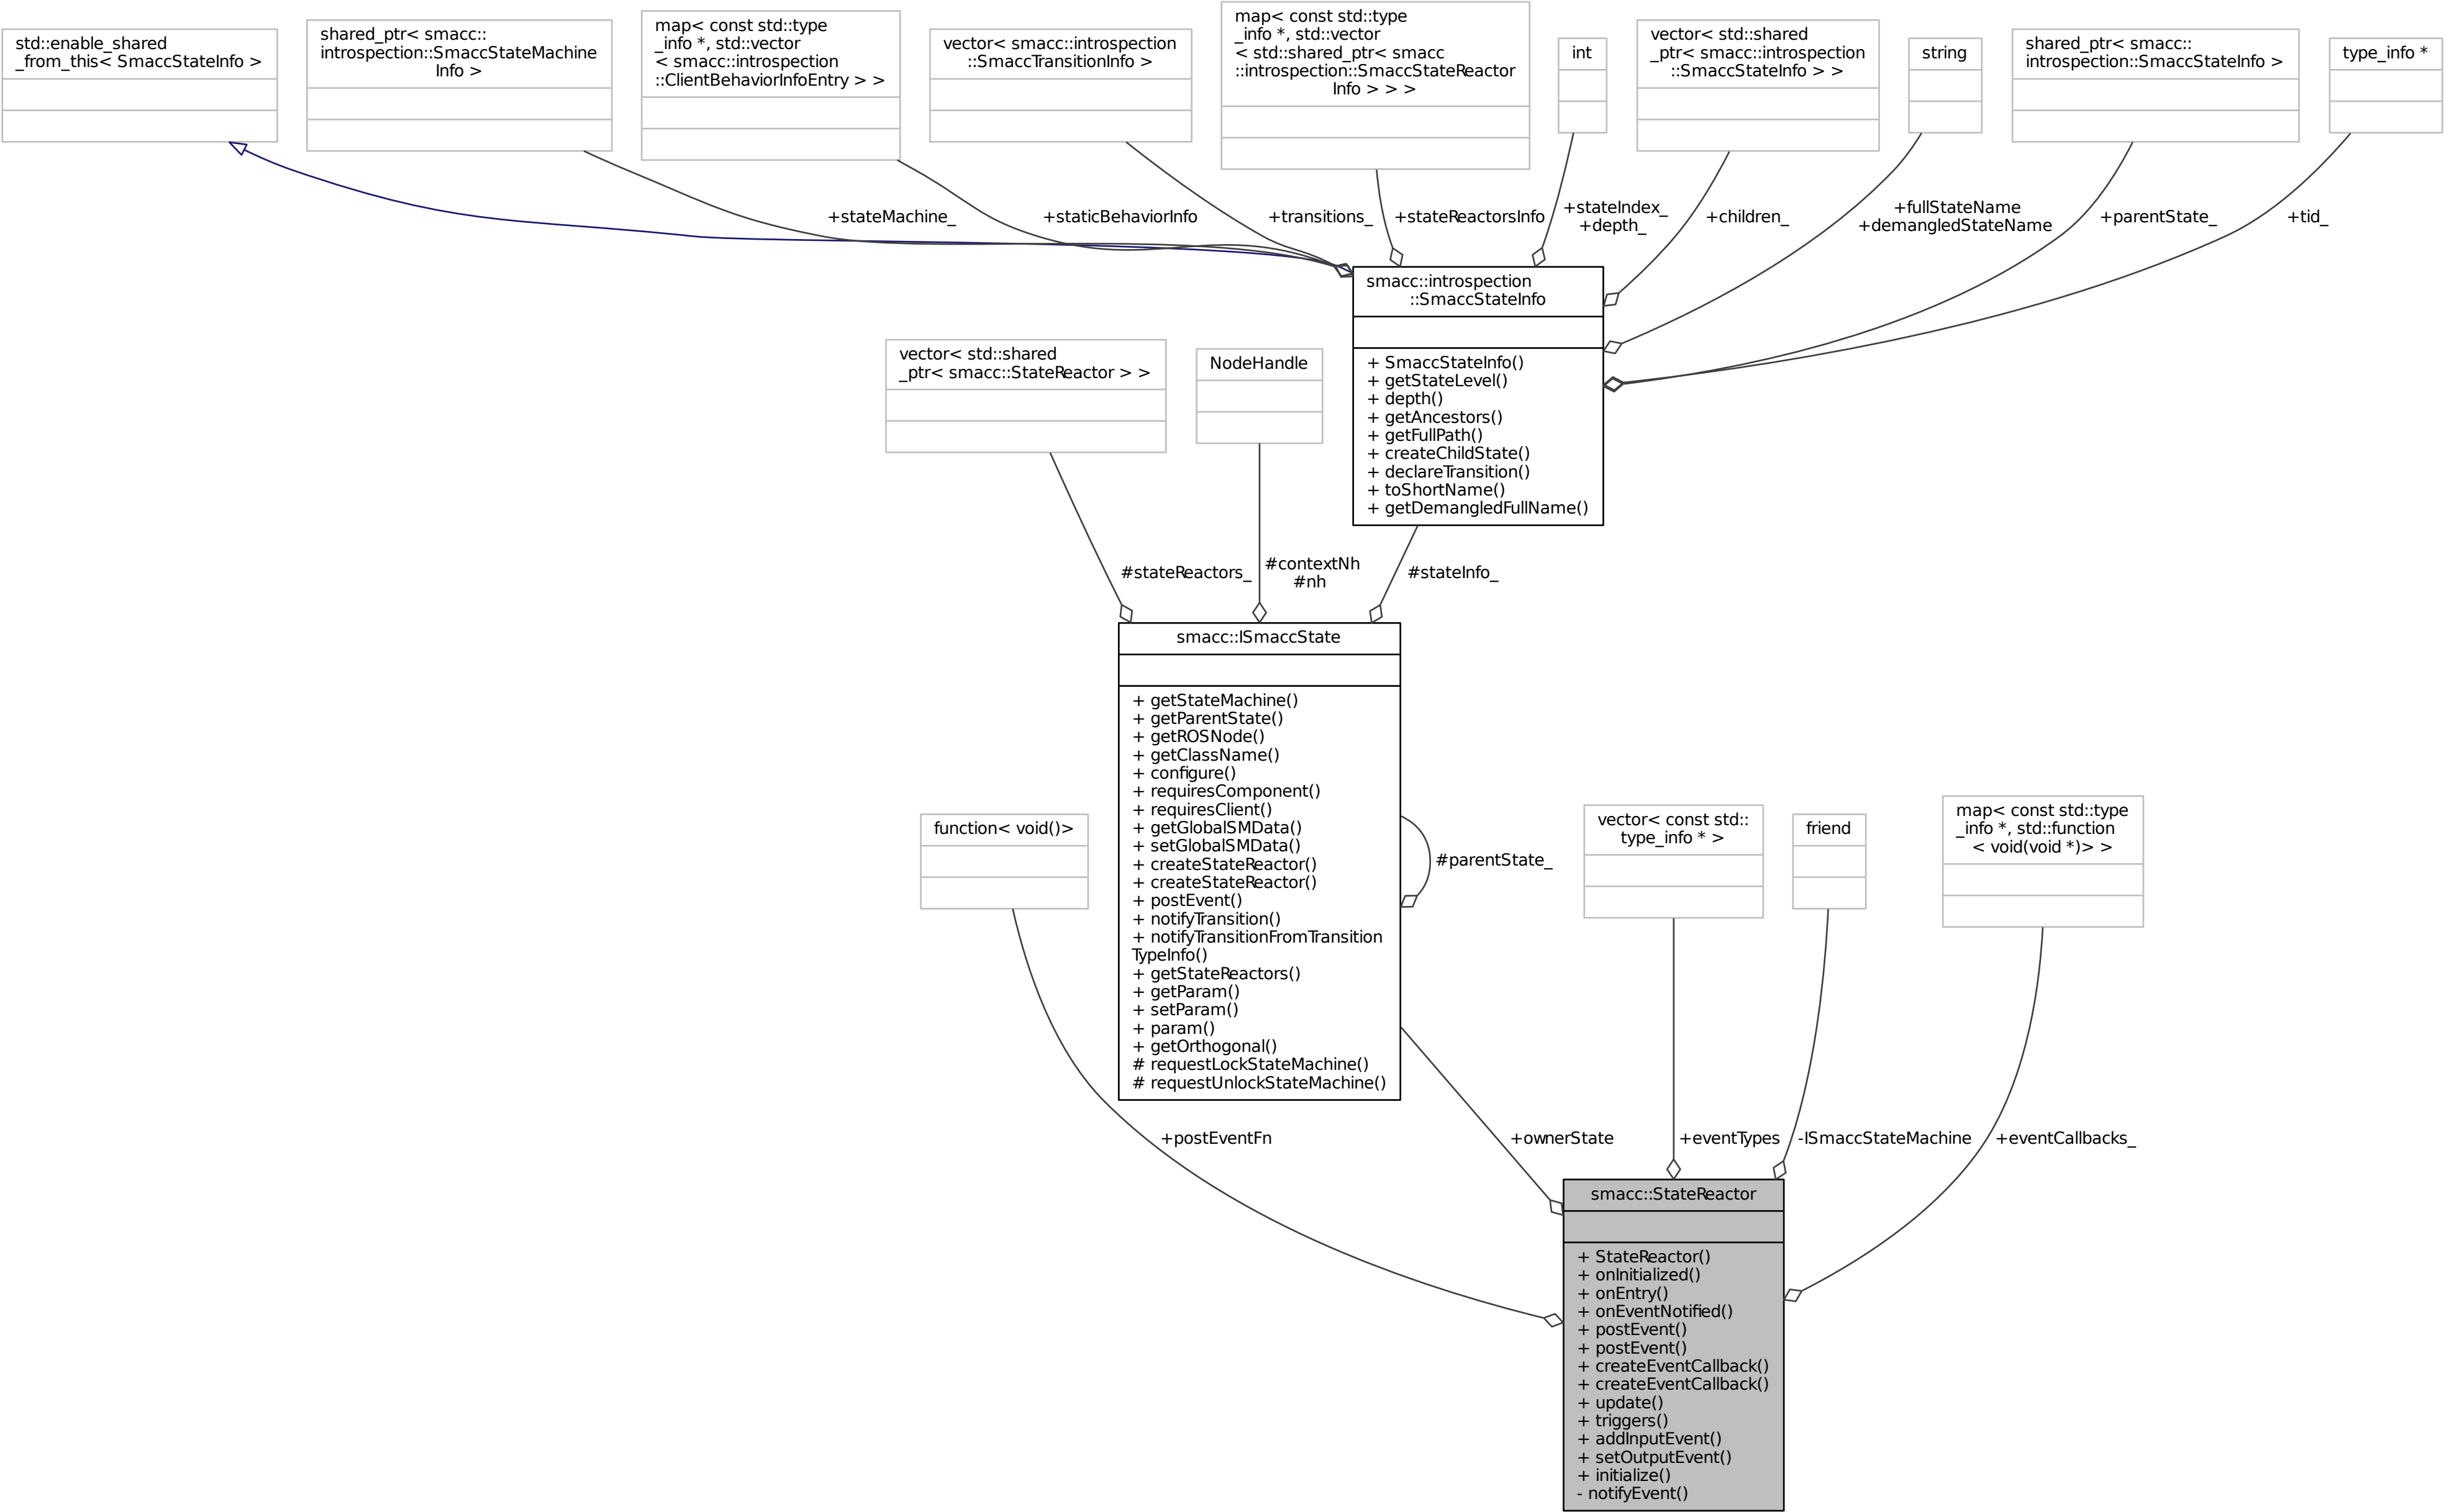 std::enable_shared
_from_this< SmaccStateInfo >
shared_ptr< smacc::
introspection::SmaccStateMachine
Info >
map< const std::type
_info *, std::vector
< smacc::introspection
::ClientBehaviorInfoEntry > >
vector< smacc::introspection
::SmaccTransitionInfo >
map< const std::type
_info *, std::vector
< std::shared_ptr< smacc
::introspection::SmaccStateReactor
Info > > >
int
vector< std::shared
_ptr< smacc::introspection
::SmaccStateInfo > >
string
shared_ptr< smacc::
introspection::SmaccStateInfo >
type_info *
+stateMachine_
+staticBehaviorInfo
+transitions_
+stateReactorsInfo
+stateIndex_
+depth_
+children_
+fullStateName
+demangledStateName
+parentState_
+tid_
smacc::introspection
::SmaccStateInfo
+ SmaccStateInfo()
+ getStateLevel()
+ depth()
+ getAncestors()
+ getFullPath()
+ createChildState()
+ declareTransition()
+ toShortName()
+ getDemangledFullName()
vector< std::shared
_ptr< smacc::StateReactor > >
NodeHandle
#stateReactors_
#contextNh
#nh
#stateInfo_
smacc::ISmaccState
+ getStateMachine()
+ getParentState()
+ getROSNode()
+ getClassName()
+ configure()
+ requiresComponent()
+ requiresClient()
+ getGlobalSMData()
+ setGlobalSMData()
+ createStateReactor()
+ createStateReactor()
+ postEvent()
+ notifyTransition()
+ notifyTransitionFromTransition
TypeInfo()
+ getStateReactors()
+ getParam()
+ setParam()
+ param()
+ getOrthogonal()
# requestLockStateMachine()
# requestUnlockStateMachine()
#parentState_
function< void()>
vector< const std::
type_info * >
friend
map< const std::type
_info *, std::function
< void(void *)> >
+postEventFn
+ownerState
+eventTypes
-ISmaccStateMachine
+eventCallbacks_
smacc::StateReactor
+ StateReactor()
+ onInitialized()
+ onEntry()
+ onEventNotified()
+ postEvent()
+ postEvent()
+ createEventCallback()
+ createEventCallback()
+ update()
+ triggers()
+ addInputEvent()
+ setOutputEvent()
+ initialize()
- notifyEvent()